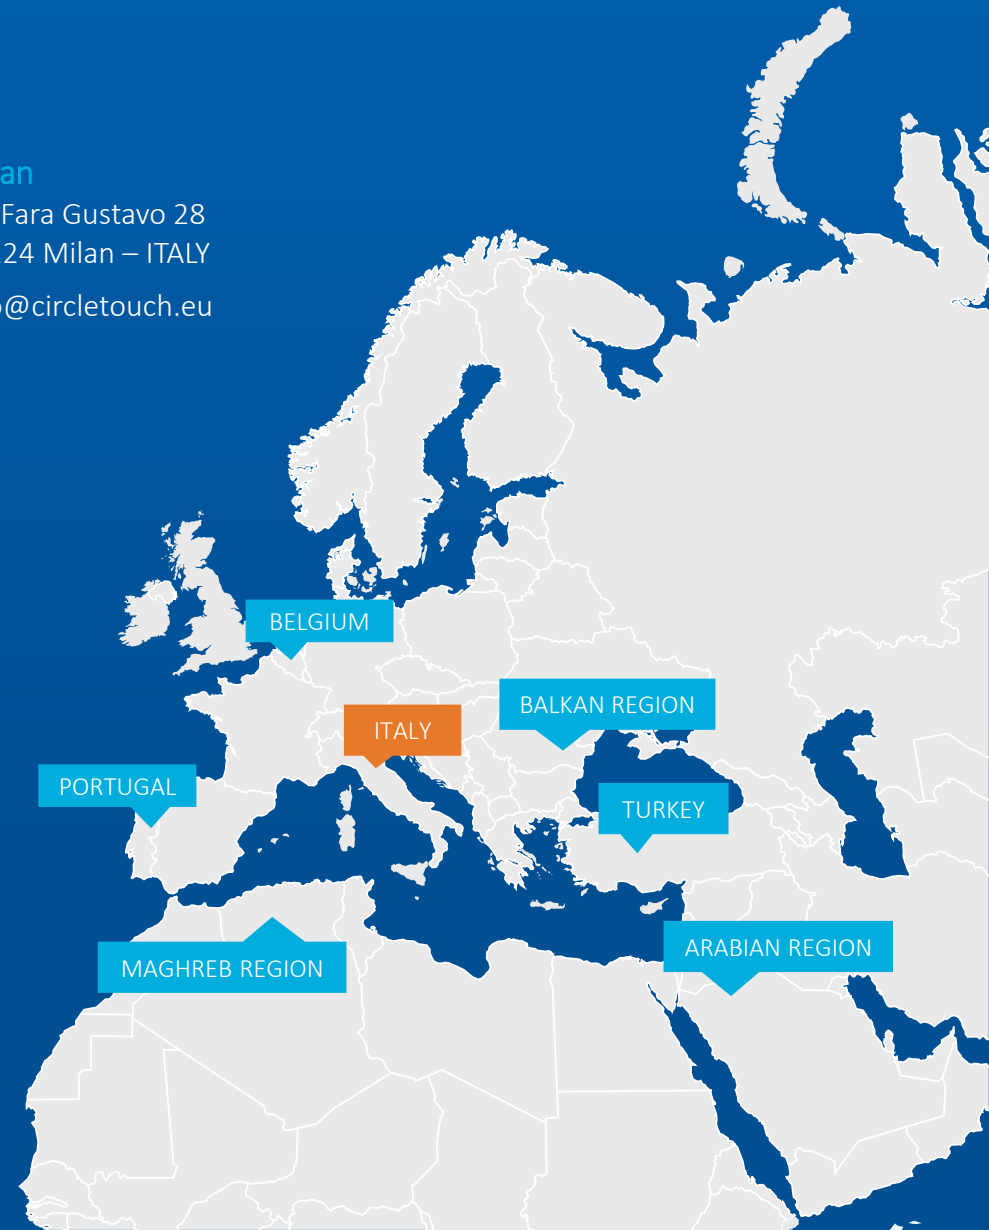 an
Fara Gustavo 28
24 Milan – ITALY
@circletouch.eu
BELGIUM
BALKAN REGION
ITALY
PORTUGAL
TURKEY
ARABIAN REGION
MAGHREB REGION